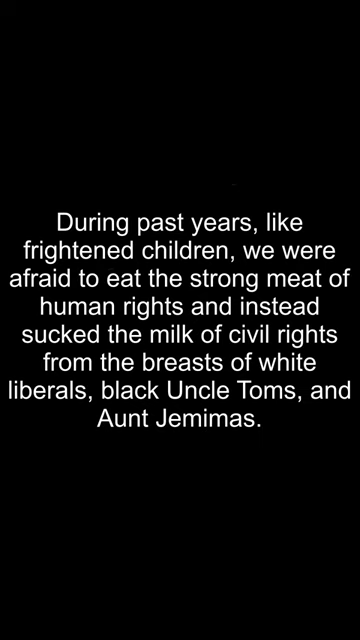 During past years, like
frightened children, we were
afraid to eat the strong meat of
human rights and instead
sucked the milk of civil rights
from the breasts of white
liberals, black Uncle Toms, and
Aunt Jemimas.